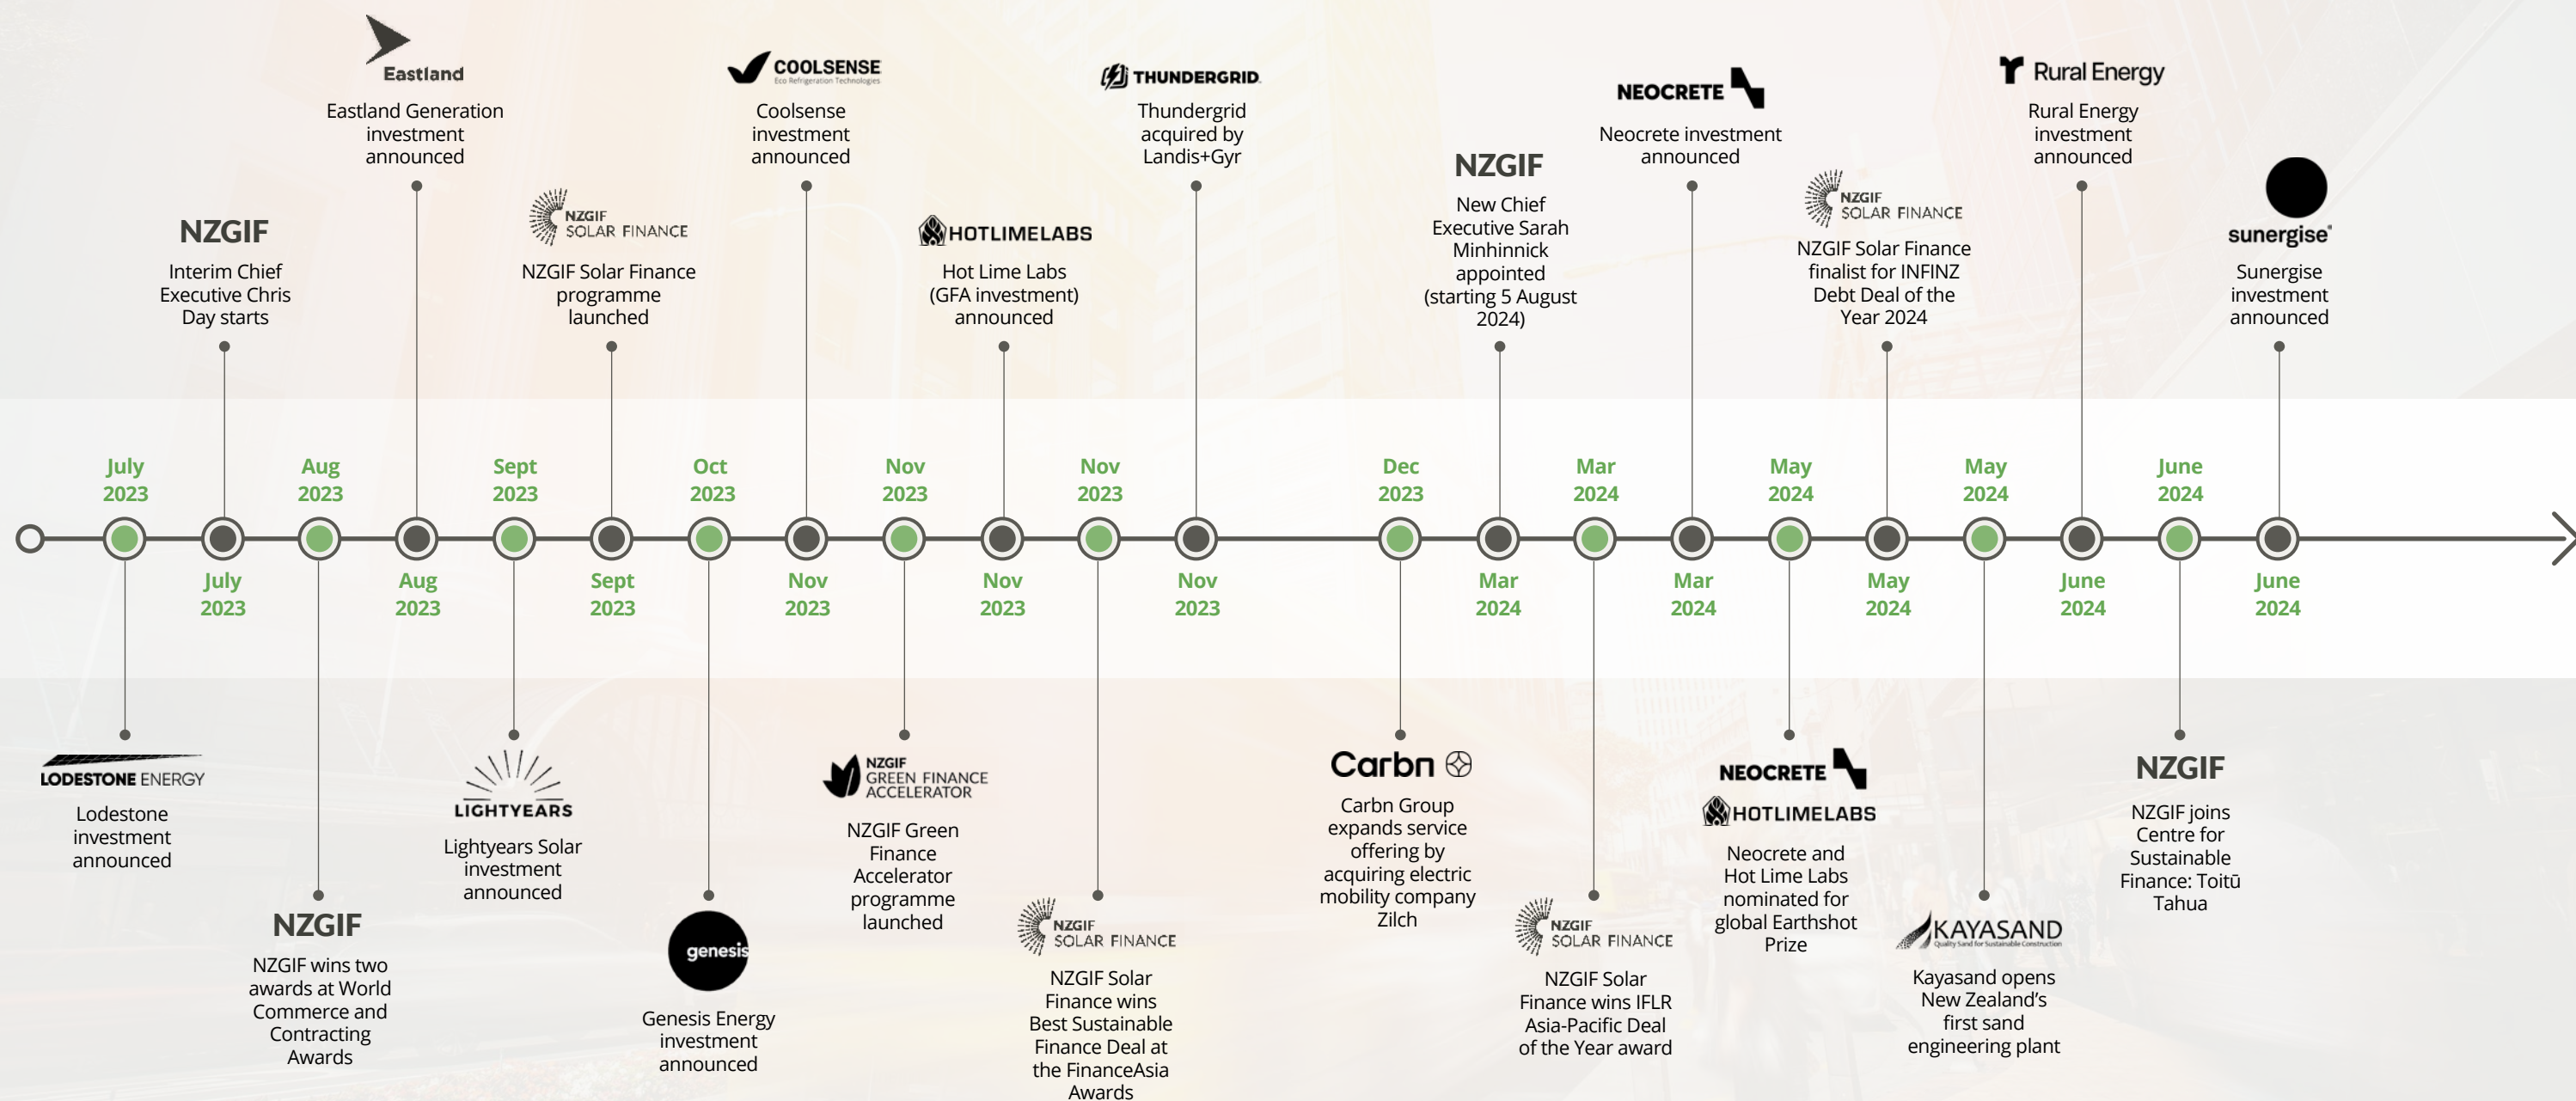 Eastland
Eastland Generation
investment
announced
COOLSENSE
Eco Refrigeration Technologies
Coolsense
investment
announced
THUNDERGRID
Thundergrid
acquired by
Landis+Gyr
NEOCRETE
Neocrete investment
announced
Rural Energy
Rural Energy
investment
announced
NZGIF
Interim Chief
Executive Chris
Day starts
NZGIF
SOLAR FINANCE
NZGIF Solar Finance
programme
launched
HOTLIMELABS
Hot Lime Labs
(GFA investment)
announced
NZGIF
New Chief
Executive Sarah
Minhinnick
appointed
(starting 5 August
2024)
NZGIF
SOLAR FINANCE
NZGIF Solar Finance
finalist for INFINZ
Debt Deal of the
Year 2024
sunergise®
Sunergise
investment
announced
July
2023
Aug
2023
Sept
2023
Oct
2023
Nov
2023
Nov
2023
Dec
2023
Mar
2024
May
2024
May
2024
June
2024
July
2023
Aug
2023
Sept
2023
Nov
2023
Nov
2023
Nov
2023
Mar
2024
Mar
2024
May
2024
June
2024
June
2024
LODESTONE ENERGY
Lodestone
investment
announced
NZGIF
NZGIF wins two
awards at World
Commerce and
Contracting
Awards
LIGHTYEARS
Lightyears Solar
investment
announced
genesis
Genesis Energy
investment
announced
NZGIF
GREEN FINANCE
ACCELERATOR
NZGIF Green
Finance
Accelerator
programme
launched
NZGIF
SOLAR FINANCE
NZGIF Solar
Finance wins
Best Sustainable
Finance Deal at
the FinanceAsia
Awards
Carbn
Carbn Group
expands service
offering by
acquiring electric
mobility company
Zilch
NZGIF
SOLAR FINANCE
NZGIF Solar
Finance wins IFLR
Asia-Pacific Deal
of the Year award
NEOCRETE
HOTLIMELABS
Neocrete and
Hot Lime Labs
nominated for
global Earthshot
Prize
KAYASAND
Quality Sand for Sustainable Construction
Kayasand opens
New Zealand’s
first sand
engineering plant
NZGIF
NZGIF joins
Centre for
Sustainable
Finance: Toitū
Tahua